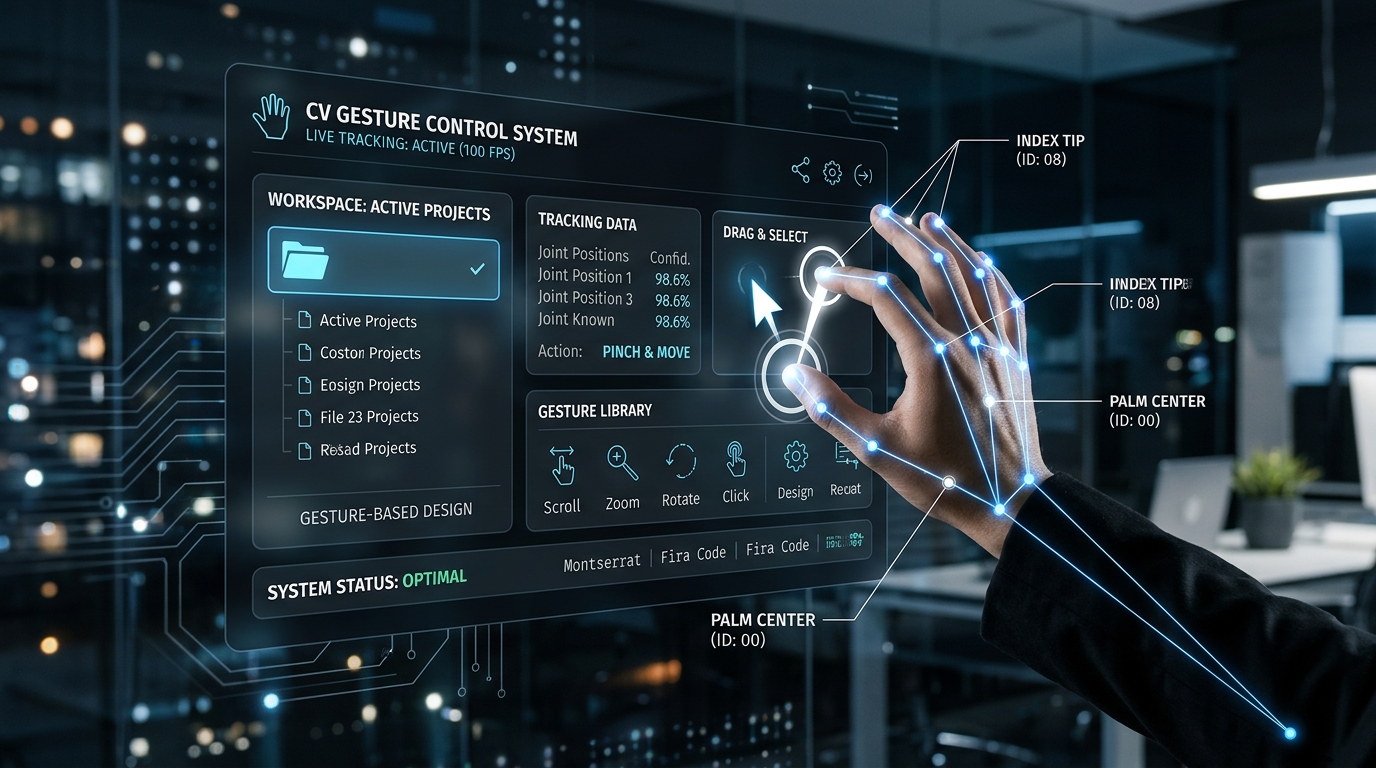 CV GESTURE CONTROL SYSTEM
LIVE TRACKING: ACTIVE (100 FPS)
WORKSPACE: ACTIVE PROJECTS
Active Projects
Coston Projects
Eosign Projects
File 23 Projects
Projects
GESTURE-BASED DESIGN
TRACKING DATA
Joint Positions Confid.
Joint Position 1 98.6%
Joint Position 3 98.6%
Joint Known 98.6%
Action: PINCH & MOVE
DRAG & SELECT
GESTURE LIBRARY
Scroll
Zoom
Rotate
Click
Design
Recat
SYSTEM STATUS: OPTIMAL
Montserrat | Fira Code | Fira Code |
INDEX TIP
(ID: 08)
INDEX TIP
(ID: 08)
PALM CENTER
(ID: 00)
PALM CENTER
(ID: 00)